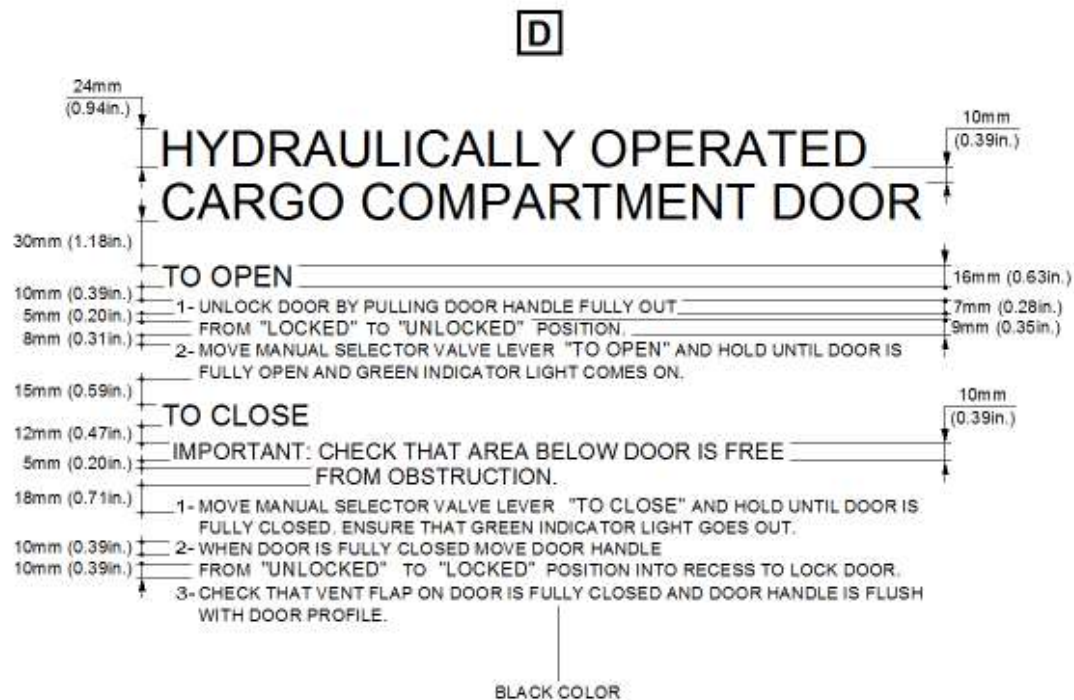 D
24mm
(0.94in.)
10mm
(0.39in.)
HYDRAULICALLY OPERATED
CARGO COMPARTMENT DOOR
30mm (1.18in.)
TO OPEN
16mm (0.63in.)
10mm (0.39in.)
1- UNLOCK DOOR BY PULLING DOOR HANDLE FULLY OUT
7mm (0.28in.)
5mm (0.20in.)
FROM "LOCKED" TO "UNLOCKED" POSITION.
9mm (0.35in.)
8mm (0.31in.)
2- MOVE MANUAL SELECTOR VALVE LEVER "TO OPEN" AND HOLD UNTIL DOOR IS
FULLY OPEN AND GREEN INDICATOR LIGHT COMES ON.
15mm (0.59in.)
10mm
(0.39in.)
TO CLOSE
12mm (0.47in.)
IMPORTANT: CHECK THAT AREA BELOW DOOR IS FREE
5mm (0.20in.)
FROM OBSTRUCTION.
18mm (0.71in.)
1- MOVE MANUAL SELECTOR VALVE LEVER "TO CLOSE" AND HOLD UNTIL DOOR IS
FULLY CLOSED. ENSURE THAT GREEN INDICATOR LIGHT GOES OUT.
10mm (0.39in.)
2- WHEN DOOR IS FULLY CLOSED MOVE DOOR HANDLE
10mm (0.39in.)
FROM "UNLOCKED" TO "LOCKED" POSITION INTO RECESS TO LOCK DOOR.
3- CHECK THAT VENT FLAP ON DOOR IS FULLY CLOSED AND DOOR HANDLE IS FLUSH
WITH DOOR PROFILE.
BLACK COLOR